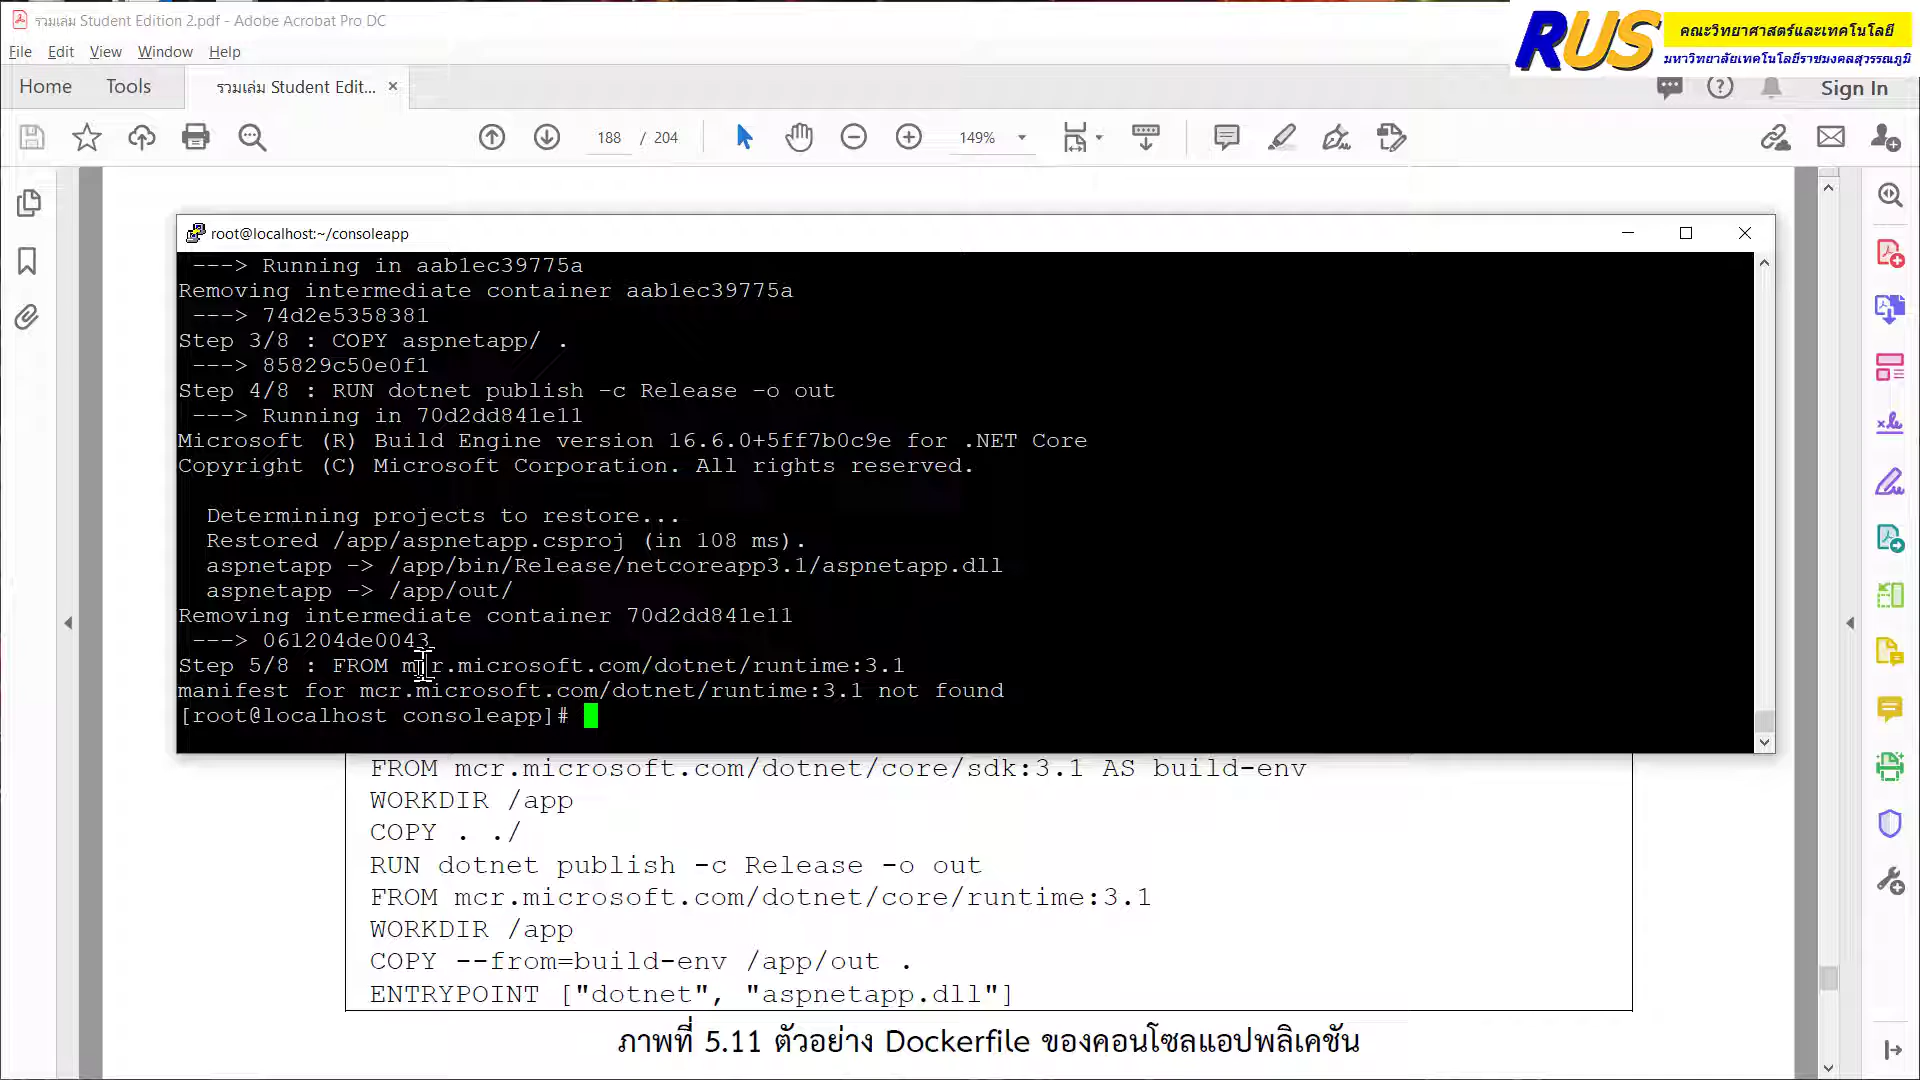 รวมเล่ม Student Edition 2.pdf - Adobe Acrobat Pro DC
RUS
คณะวิทยาศาสตร์และเทคโนโลยี
มหาวิทยาลัยเทคโนโลยีราชมงคลสุวรรณภูมิ
File Edit View Window Help
Home Tools รวมเล่ม Student Edit... × Sign In
188 / 204 149%
root@localhost:~/consoleapp
---> Running in aab1ec39775a
Removing intermediate container aab1ec39775a
---> 74d2e5358381
Step 3/8 : COPY aspnetapp/ .
---> 85829c50e0f1
Step 4/8 : RUN dotnet publish -c Release -o out
---> Running in 70d2dd841e11
Microsoft (R) Build Engine version 16.6.0+5ff7b0c9e for .NET Core
Copyright (C) Microsoft Corporation. All rights reserved.
Determining projects to restore...
Restored /app/aspnetapp.csproj (in 108 ms).
aspnetapp -> /app/bin/Release/netcoreapp3.1/aspnetapp.dll
aspnetapp -> /app/out/
Removing intermediate container 70d2dd841e11
---> 061204de0043
Step 5/8 : FROM mcr.microsoft.com/dotnet/runtime:3.1
manifest for mcr.microsoft.com/dotnet/runtime:3.1 not found
[root@localhost consoleapp]#
FROM mcr.microsoft.com/dotnet/core/sdk:3.1 AS build-env
WORKDIR /app
COPY . ./
RUN dotnet publish -c Release -o out
FROM mcr.microsoft.com/dotnet/core/runtime:3.1
WORKDIR /app
COPY --from=build-env /app/out .
ENTRYPOINT ["dotnet", "aspnetapp.dll"]
ภาพที่ 5.11 ตัวอย่าง Dockerfile ของคอนโซลแอปพลิเคชัน